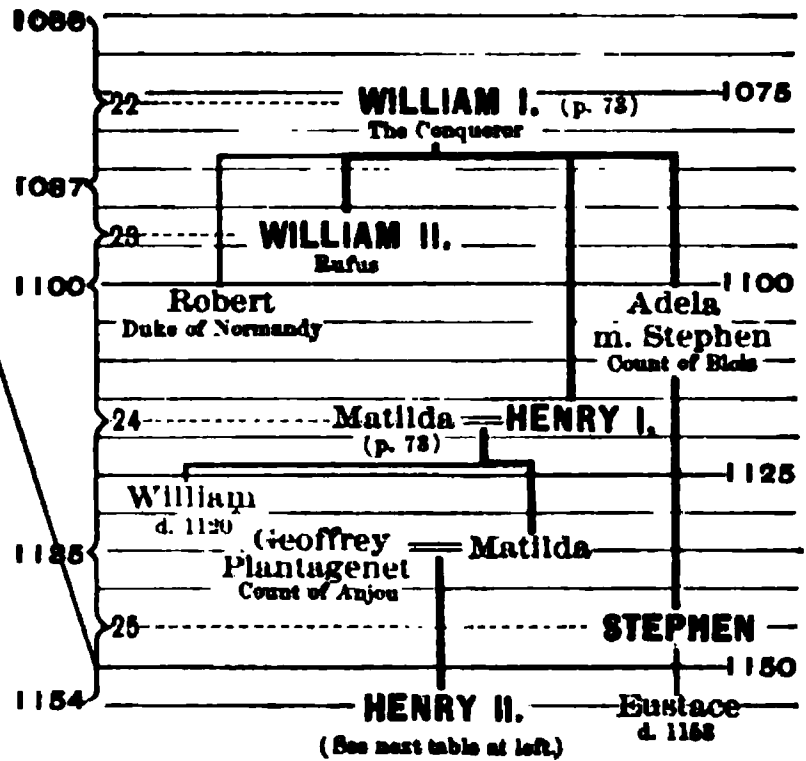 1066
22 WILLIAM I. (p. 73) 1075
The Conqueror
1087
23 WILLIAM II.
Rufus
1100 1100
Robert Adela
Duke of Normandy m. Stephen
Count of Blois
24 Matilda = HENRY I.
(p. 73)
1125
William
d. 1120
1135 Geoffrey = Matilda
Plantagenet
Count of Anjou
25 STEPHEN
1150
1154 HENRY II. Eustace
d. 1153
(See next table at left.)